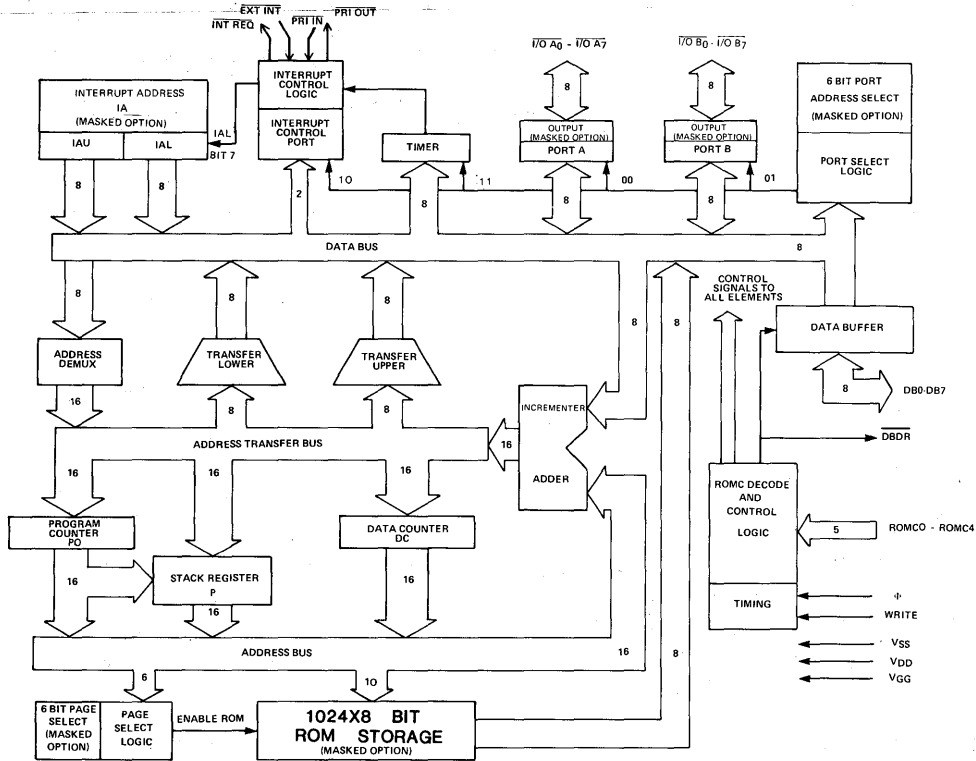 EXT INT
PRI OUT
INT REQ
PRI IN
I/O A0 - I/O A7
I/O B0 - I/O B7
INTERRUPT ADDRESS
IA
(MASKED OPTION)
IAU
IAL
IAL
BIT 7
INTERRUPT
CONTROL
LOGIC
INTERRUPT
CONTROL
PORT
TIMER
8
8
OUTPUT
(MASKED OPTION)
PORT A
OUTPUT
(MASKED OPTION)
PORT B
6 BIT PORT
ADDRESS SELECT
(MASKED OPTION)
PORT SELECT
LOGIC
8
8
2
10
8
11
8
00
8
01
DATA BUS
8
8
8
8
8
8
CONTROL
SIGNALS TO
ALL ELEMENTS
DATA BUFFER
ADDRESS
DEMUX
TRANSFER
LOWER
TRANSFER
UPPER
8
DB0-DB7
16
8
8
INCREMENTER
ADDER
ADDRESS TRANSFER BUS
16
DBDR
16
16
16
ROMC DECODE
AND
CONTROL
LOGIC
TIMING
5
ROMC0 - ROMC4
PROGRAM
COUNTER
PO
DATA COUNTER
DC
16
STACK REGISTER
P
16
16
Φ
WRITE
VSS
VDD
VGG
ADDRESS BUS
16
8
6
10
6 BIT PAGE
SELECT
(MASKED
OPTION)
PAGE
SELECT
LOGIC
ENABLE ROM
1024X8 BIT
ROM STORAGE
(MASKED OPTION)